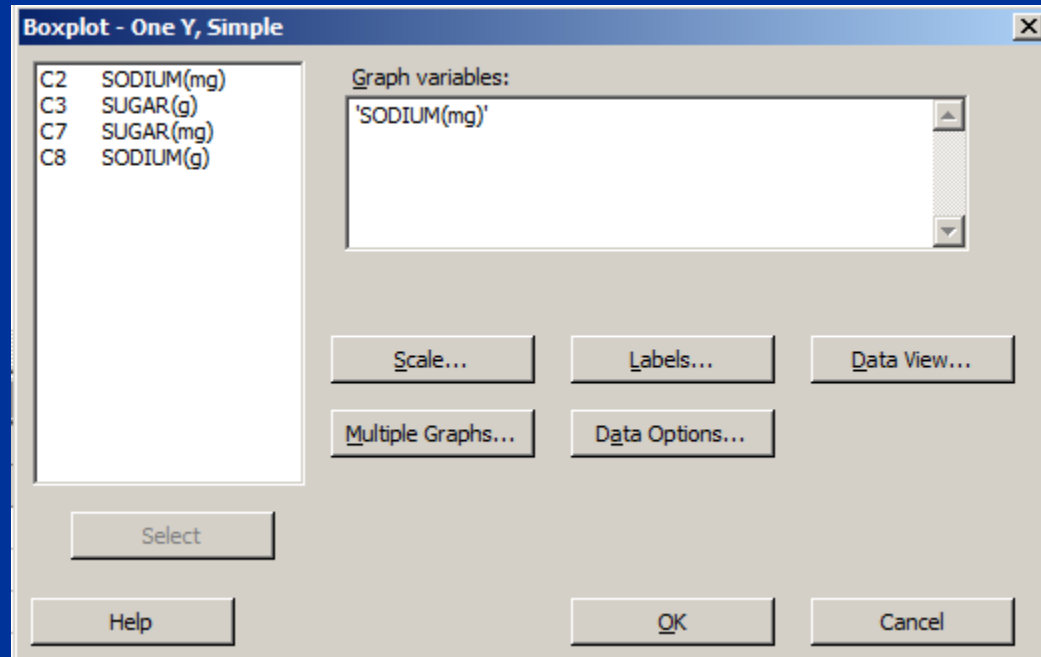 Boxplot - One Y, Simple
C2 SODIUM(mg)
C3 SUGAR(g)
C7 SUGAR(mg)
C8 SODIUM(g)
Graph variables:
'SODIUM(mg)'
Scale...
Labels...
Data View...
Multiple Graphs...
Data Options...
Select
Help
OK
Cancel